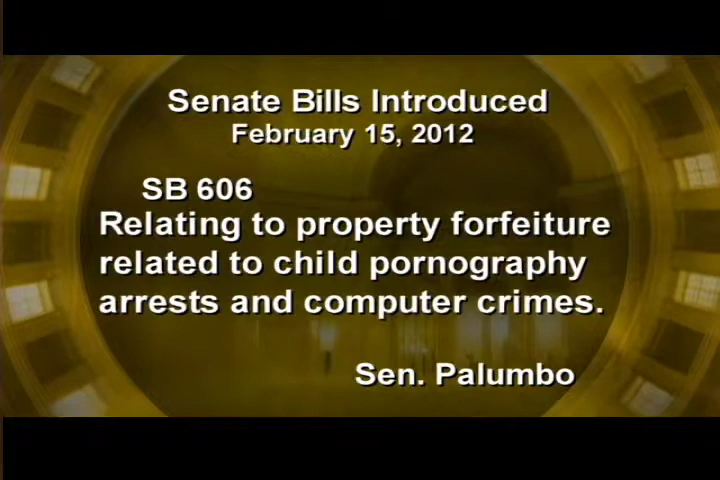 Senate Bills Introduced
February 15, 2012
SB 606
Relating to property forfeiture
related to child pornography
arrests and computer crimes.
Sen. Palumbo